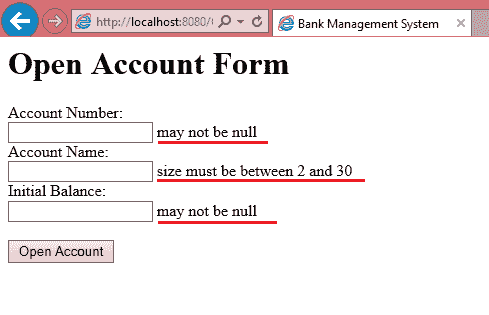 http://localhost:8080/
Bank Management System
Open Account Form
Account Number:
may not be null
Account Name:
size must be between 2 and 30
Initial Balance:
may not be null
Open Account